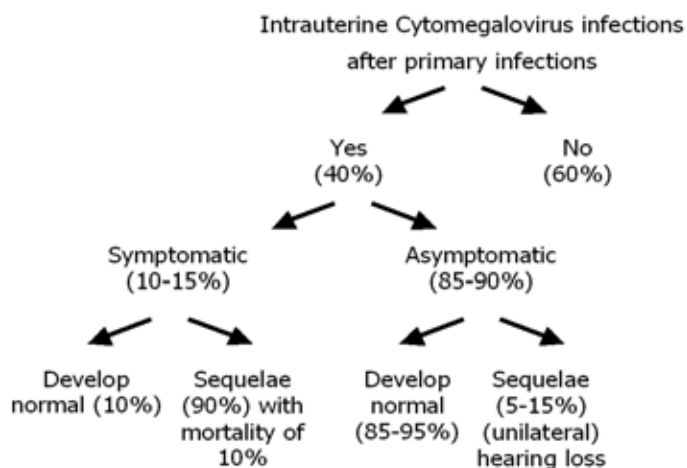 Intrauterine Cytomegalovirus infections
after primary infections
Yes
(40%)
No
(60%)
Symptomatic
(10-15%)
Asymptomatic
(85-90%)
Develop
normal (10%)
Sequelae
(90%) with
mortality of
10%
Develop
normal
(85-95%)
Sequelae
(5-15%)
(unilateral)
hearing loss